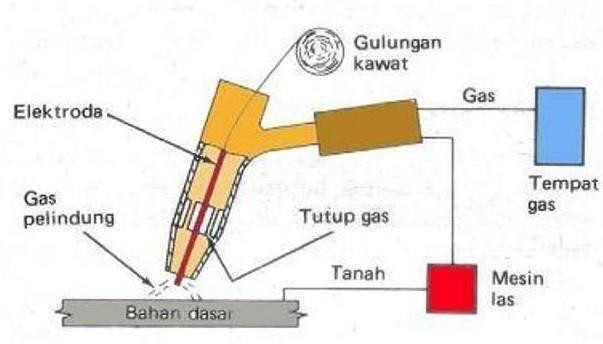 Gulungan
kawat
Gas
Elektroda
Tempat
gas
Gas
pelindung
Tutup gas
Tanah
Mesin
las
Bahan dasar